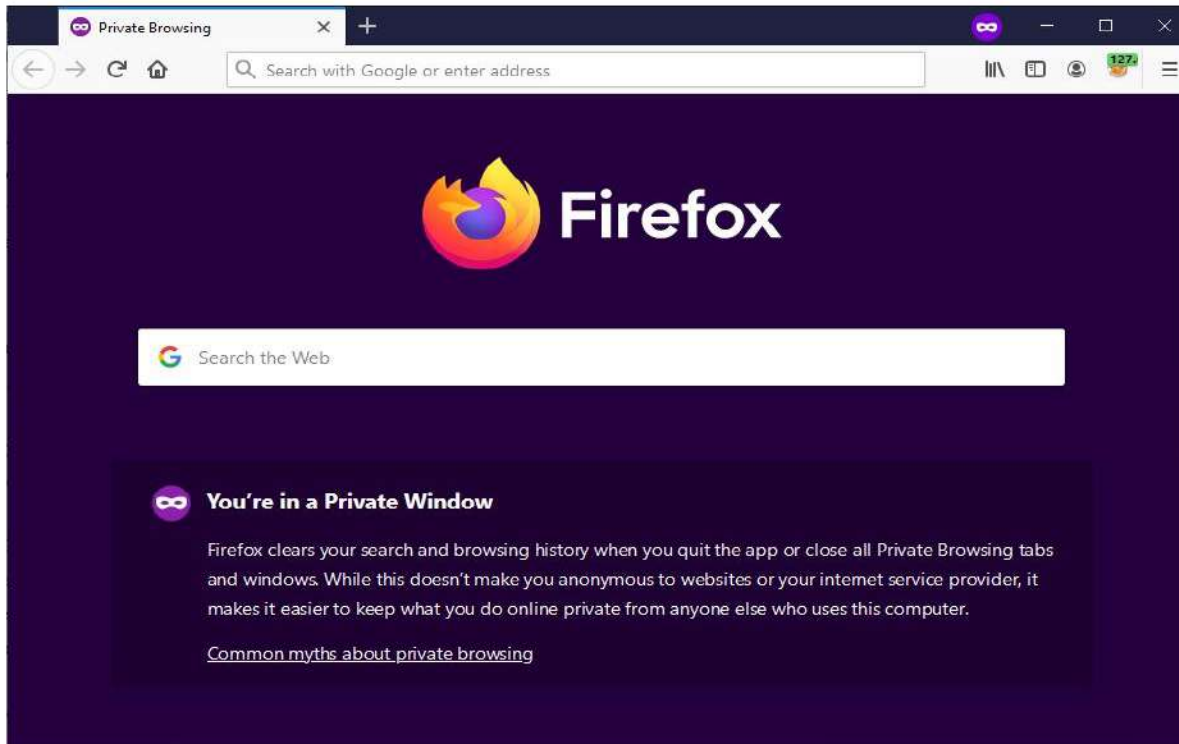 Private Browsing
Search with Google or enter address
127.
Firefox
Search the Web
You're in a Private Window
Firefox clears your search and browsing history when you quit the app or close all Private Browsing tabs
and windows. While this doesn't make you anonymous to websites or your internet service provider, it
makes it easier to keep what you do online private from anyone else who uses this computer.
Common myths about private browsing